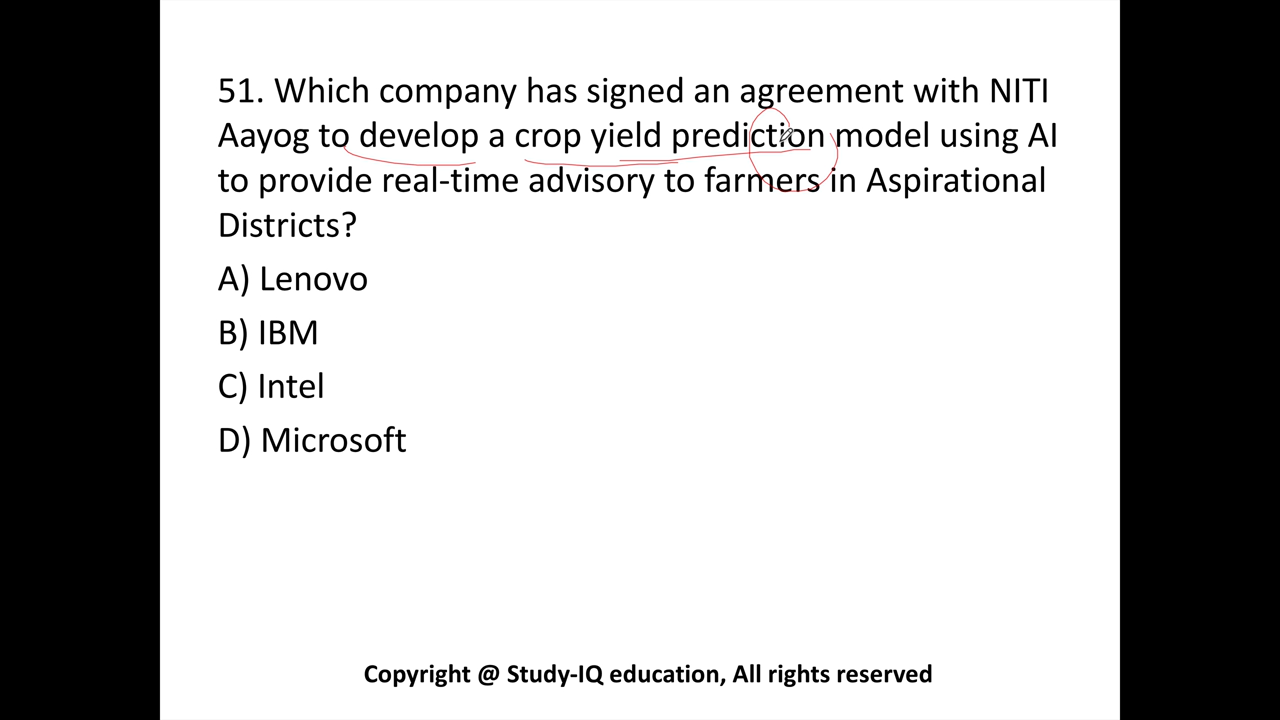 51. Which company has signed an agreement with NITI
Aayog to develop a crop yield prediction model using AI
to provide real-time advisory to farmers in Aspirational
Districts?
A) Lenovo
B) IBM
C) Intel
D) Microsoft
Copyright @ Study-IQ education, All rights reserved